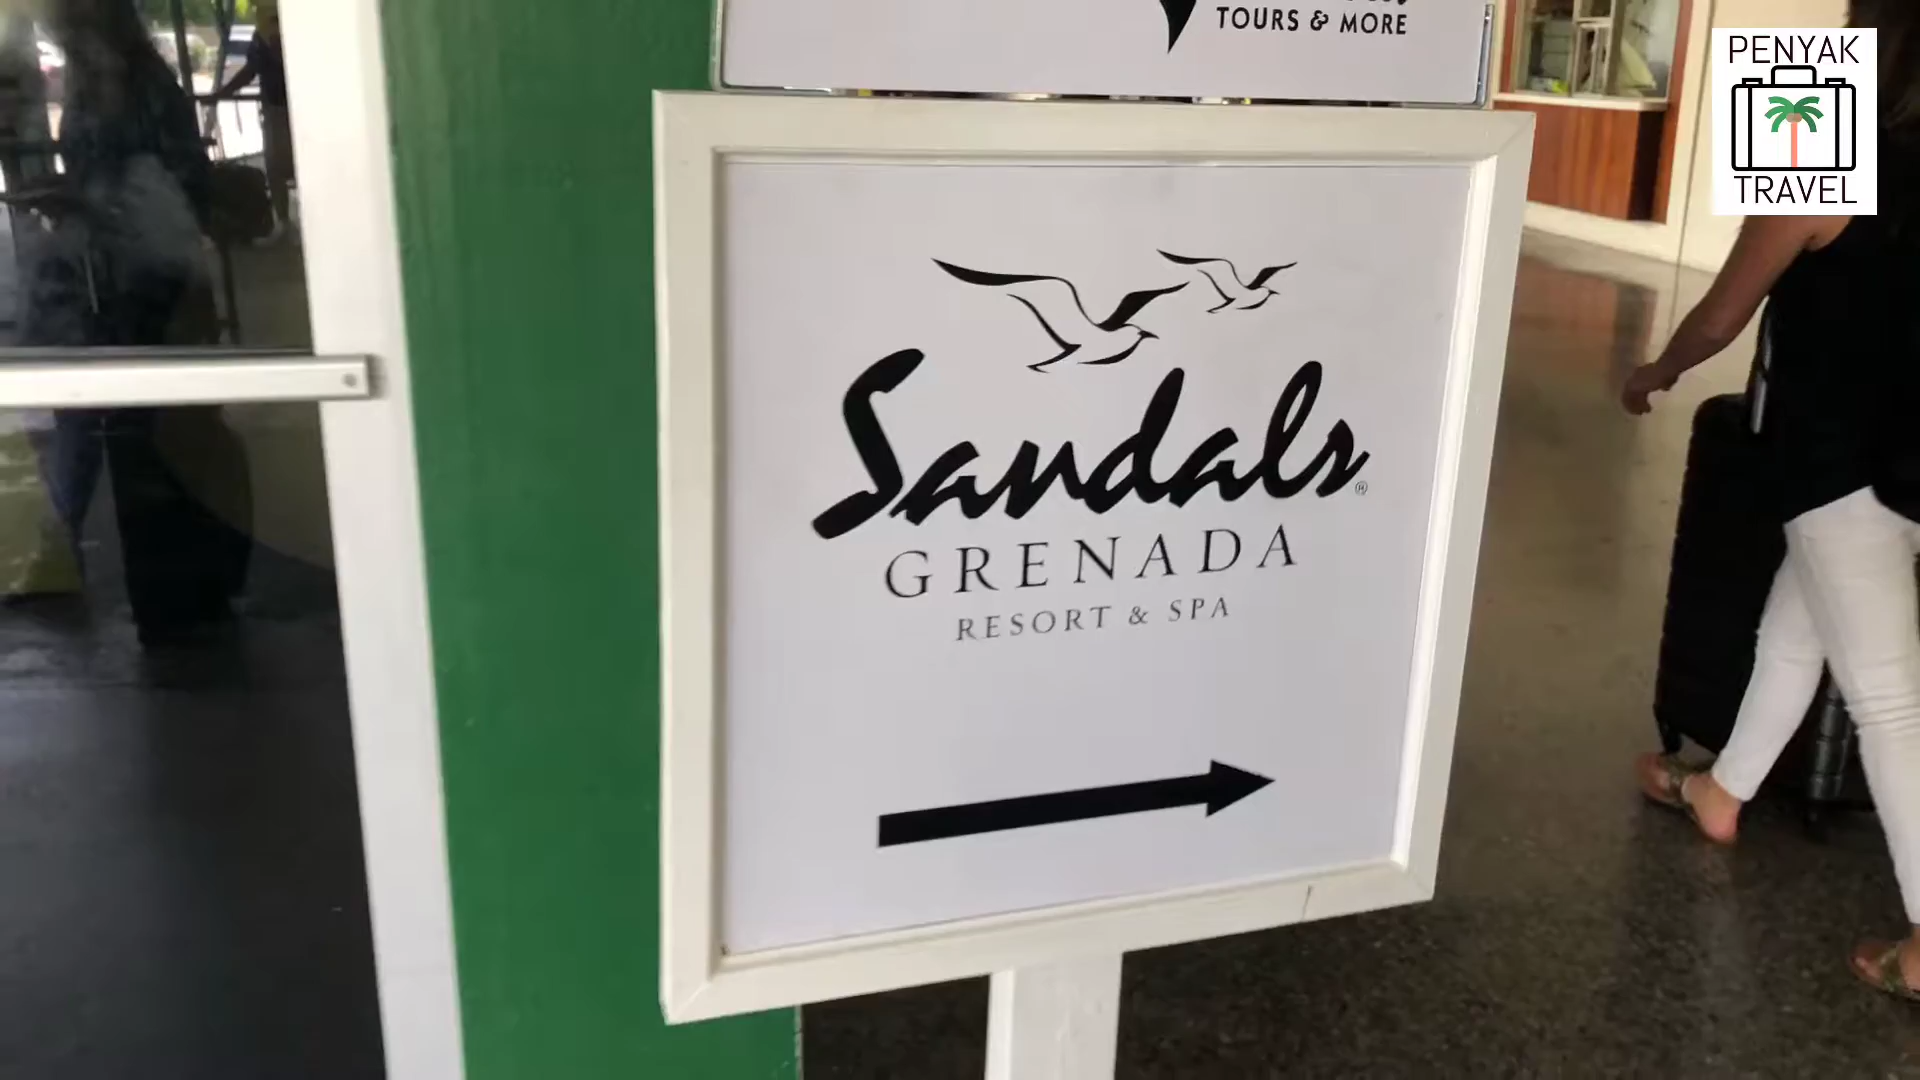 TOURS & MORE
PENYAK
TRAVEL
Sandals®
GRENADA
RESORT & SPA